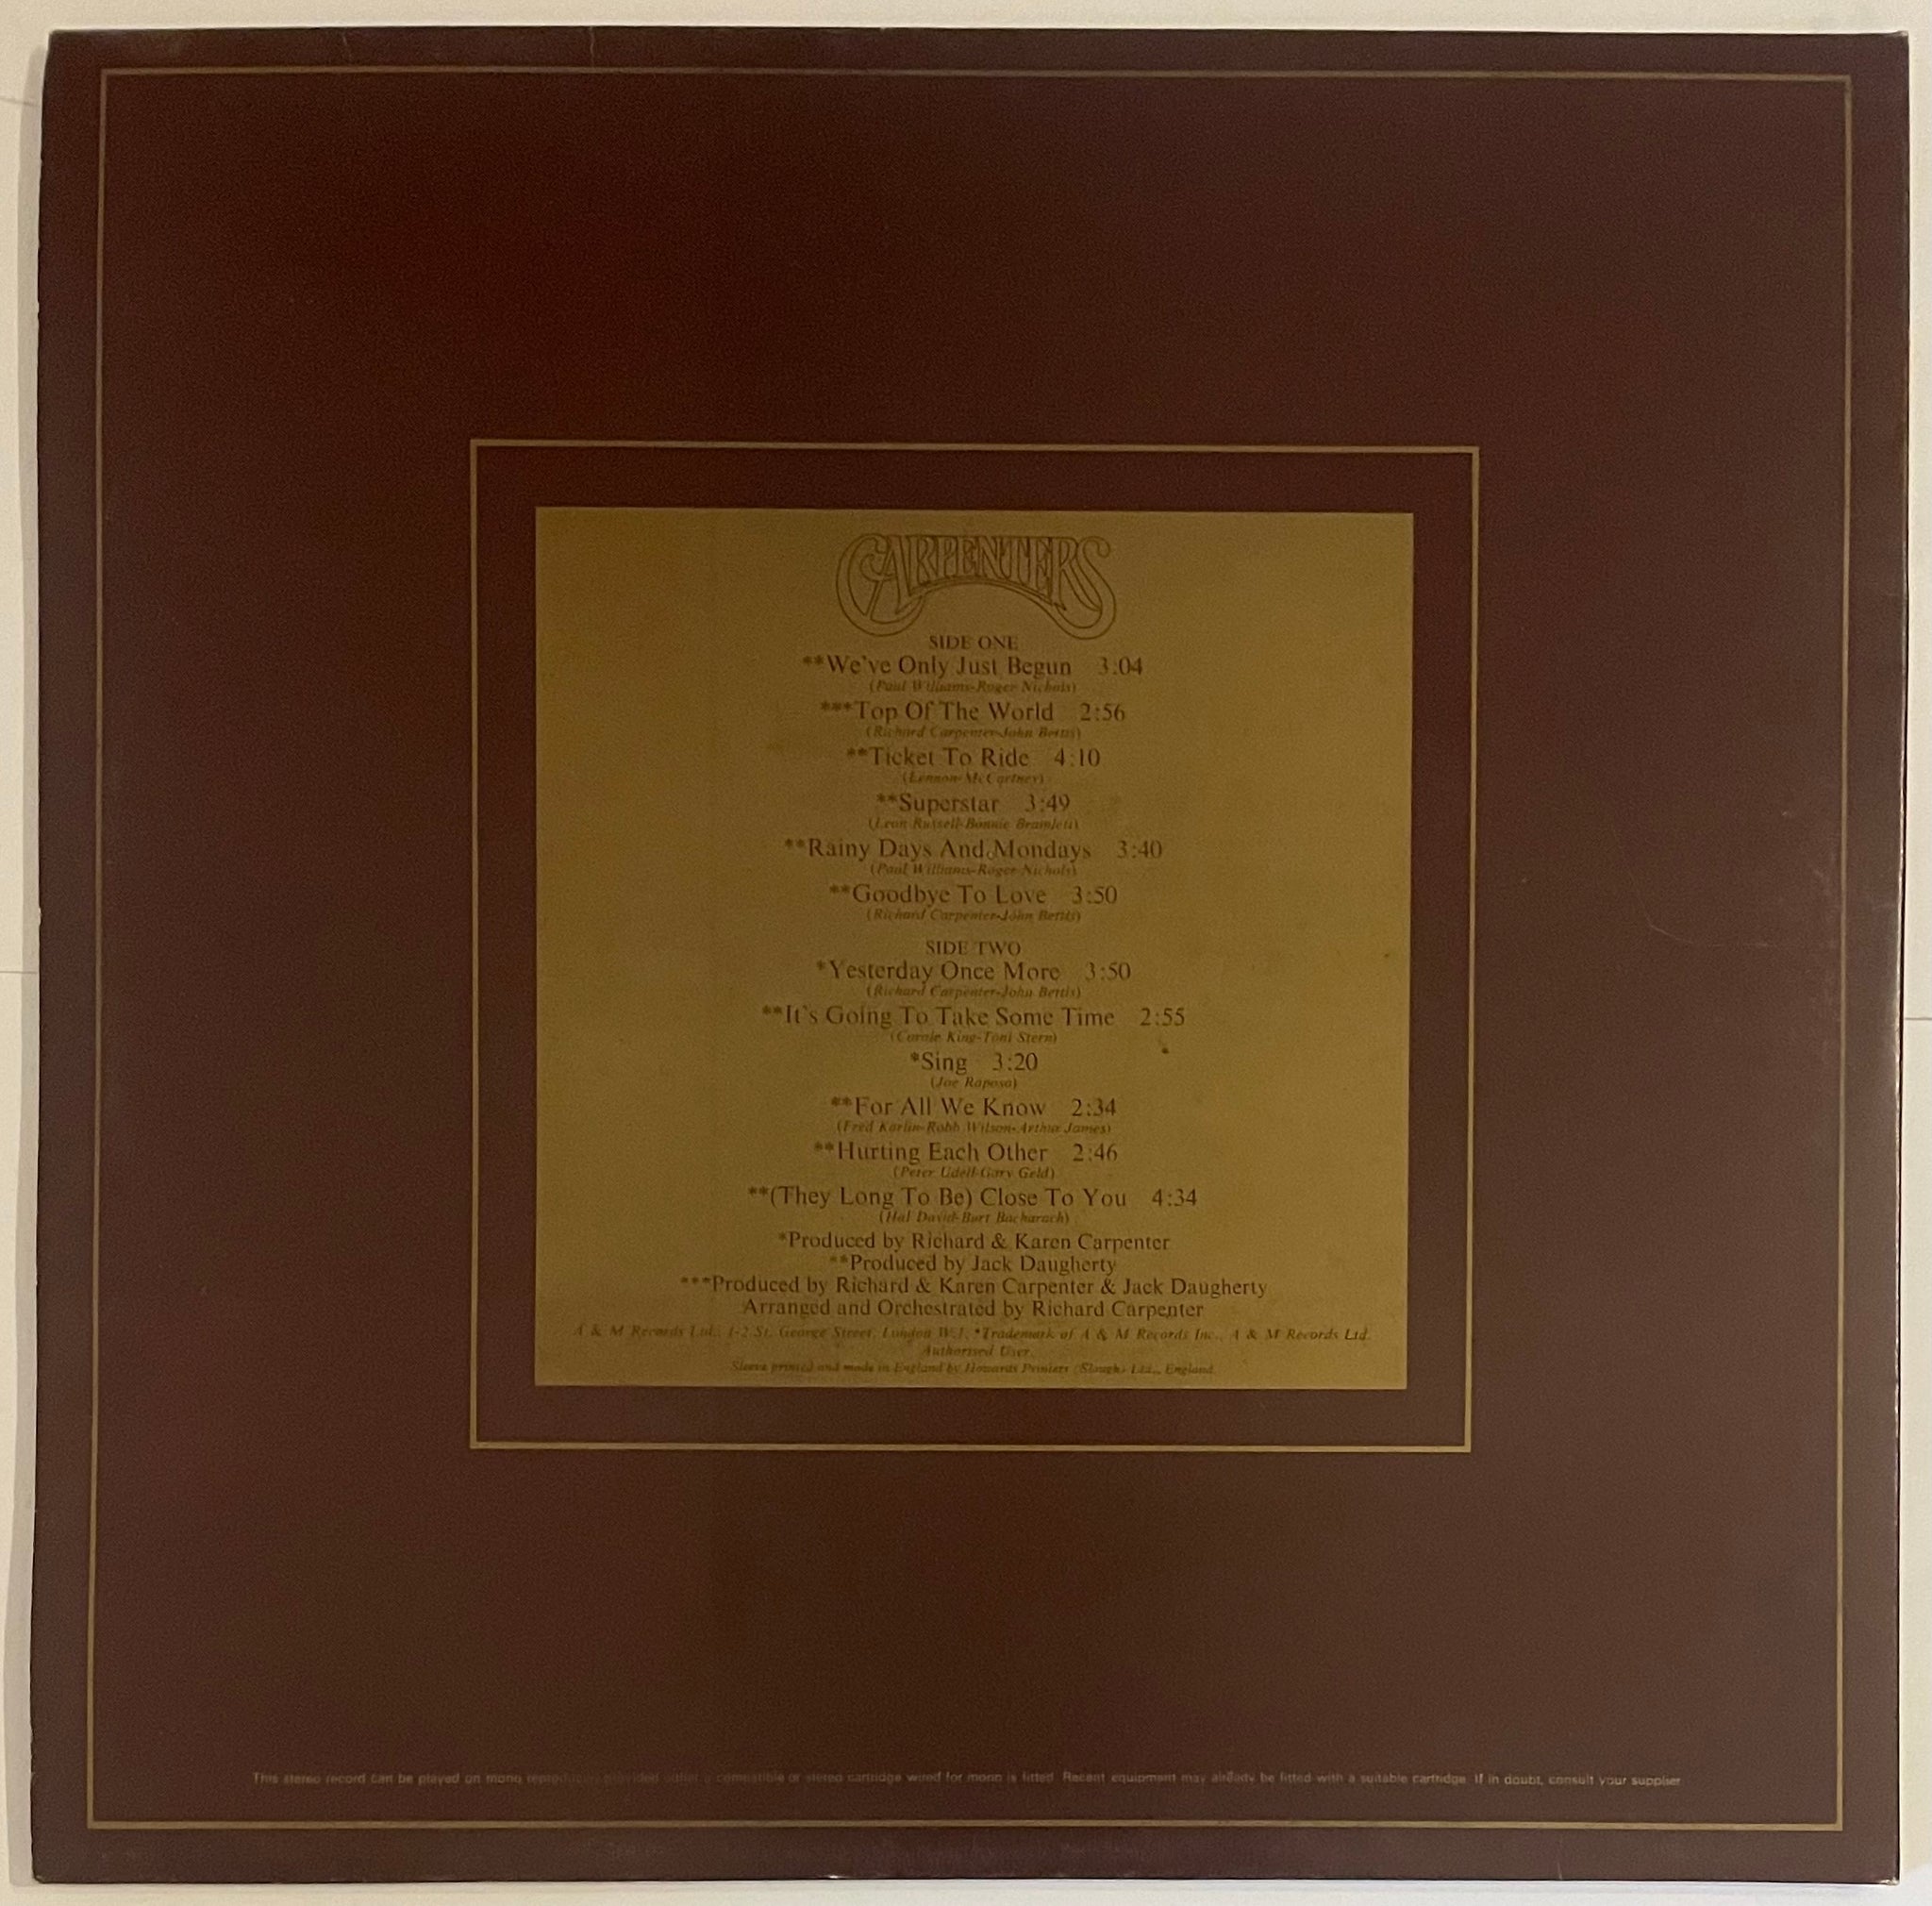 CARPENTERS
SIDE ONE
**We've Only Just Begun 3:04
(Paul Williams-Roger Nichols)
***Top Of The World 2:56
(Richard Carpenter-John Bettis)
**Ticket To Ride 4:10
(Lennon-McCartney)
**Superstar 3:49
(Leon Russell-Bonnie Bramlett)
**Rainy Days And Mondays 3:40
(Paul Williams-Roger Nichols)
**Goodbye To Love 3:50
(Richard Carpenter-John Bettis)
SIDE TWO
*Yesterday Once More 3:50
(Richard Carpenter-John Bettis)
**It's Going To Take Some Time 2:55
(Carole King-Toni Stern)
*Sing 3:20
(Joe Raposo)
**For All We Know 2:34
(Fred Karlin-Robb Wilson-Arthur James)
**Hurting Each Other 2:46
(Peter Udell-Gary Geld)
**(They Long To Be) Close To You 4:34
(Hal David-Burt Bacharach)
*Produced by Richard & Karen Carpenter
**Produced by Jack Daugherty
***Produced by Richard & Karen Carpenter & Jack Daugherty
Arranged and Orchestrated by Richard Carpenter
A & M Records Ltd., 1-2 St. George Street, London W.1. *Trademark of A & M Records Inc., A & M Records Ltd.
Authorised User.
Sleeve printed and made in England by Howards Printers (Slough) Ltd., England.
This stereo record can be played on mono reproducers provided either a compatible or stereo cartridge wired for mono is fitted. Recent equipment may already be fitted with a suitable cartridge. If in doubt, consult your supplier